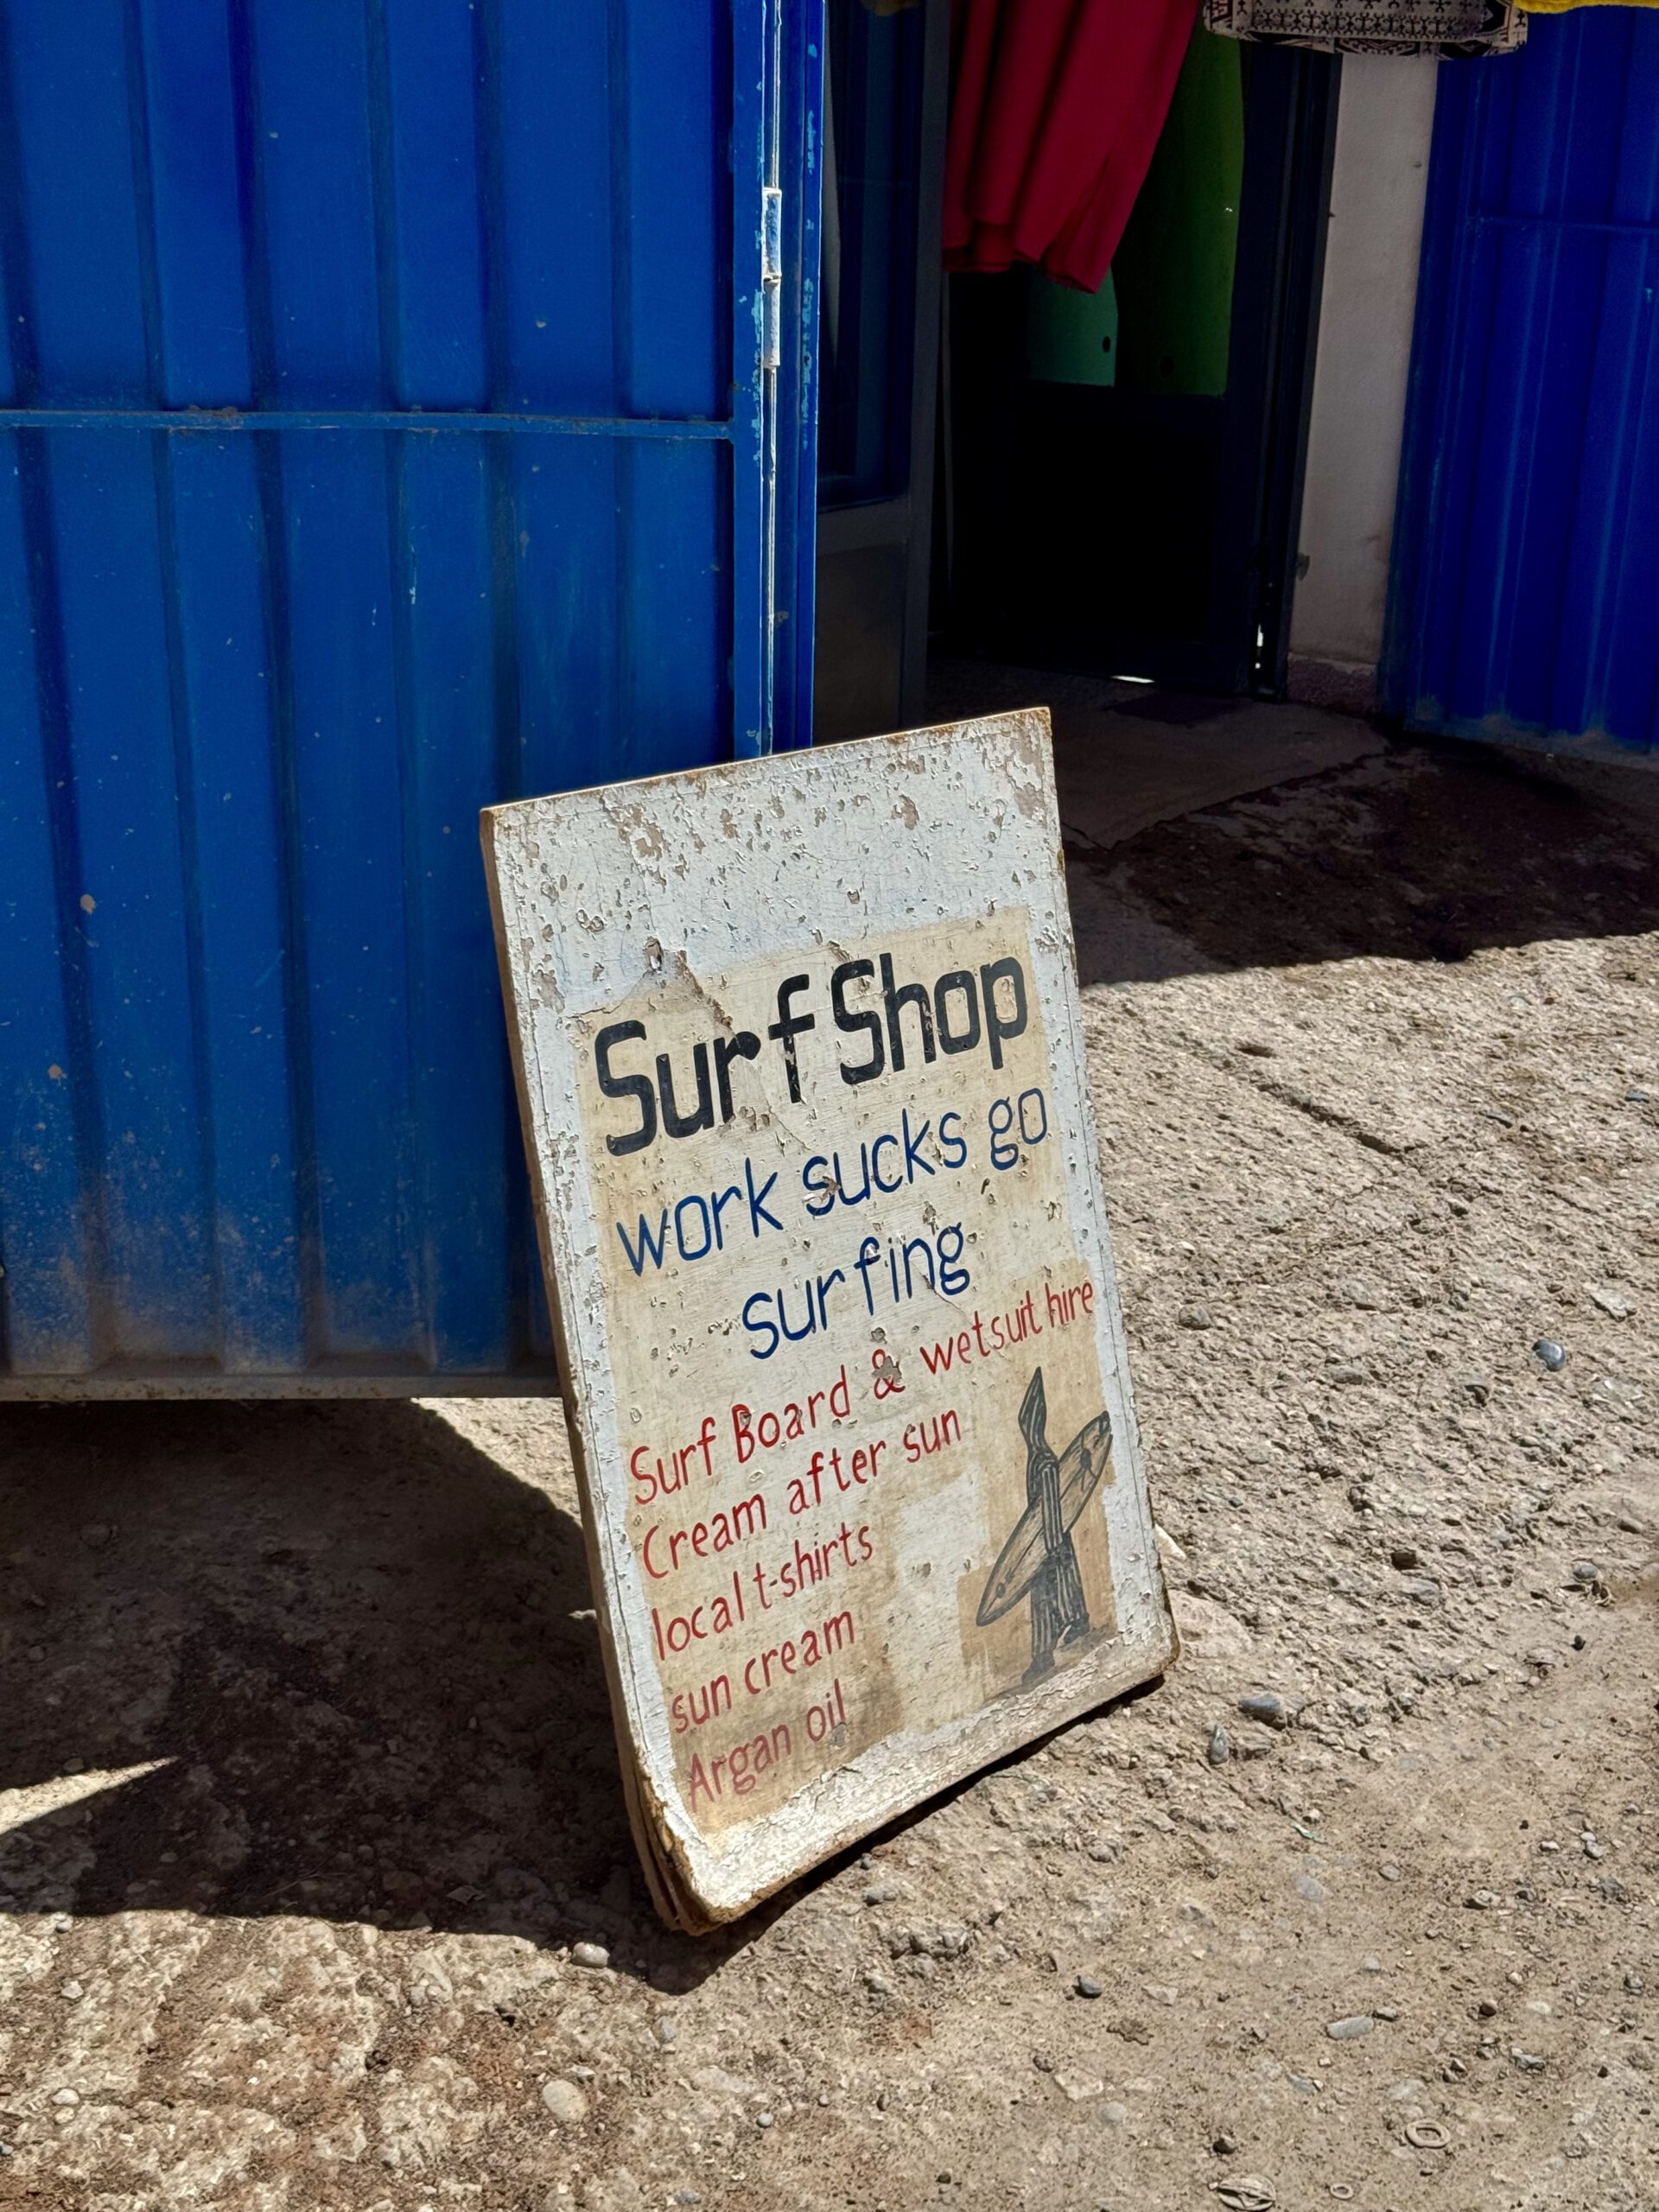 Surf Shop
work sucks go
surfing
Surf Board & wetsuit hire
Cream after sun
local t-shirts
sun cream
Argan oil